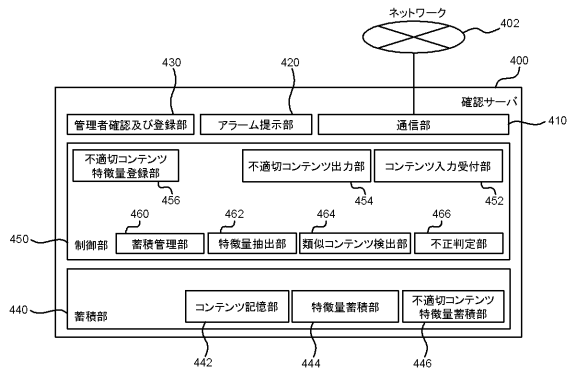 ネットワーク
402
400
確認サーバ
430
420
管理者確認及び登録部
アラーム提示部
通信部
410
不適切コンテンツ
特徴量登録部
不適切コンテンツ出力部
コンテンツ入力受付部
456
454
452
460
462
464
466
450
制御部
蓄積管理部
特徴量抽出部
類似コンテンツ検出部
不正判定部
440
蓄積部
コンテンツ記憶部
特徴量蓄積部
不適切コンテンツ
特徴量蓄積部
442
444
446